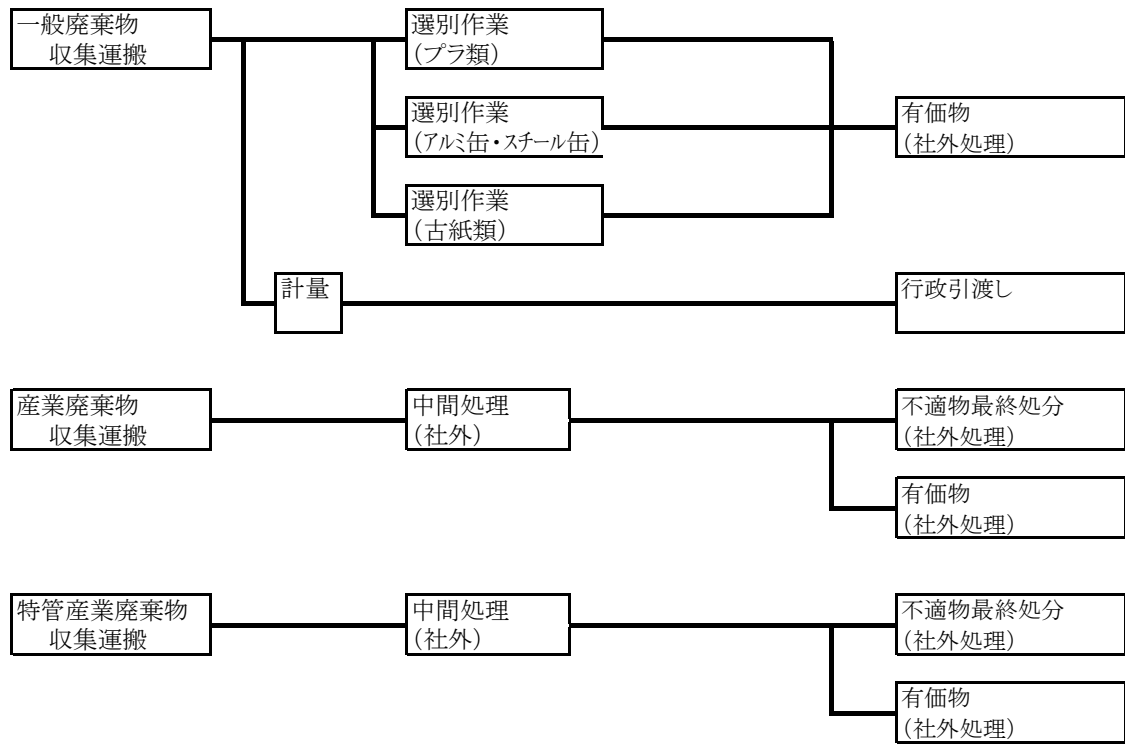 一般廃棄物
収集運搬
選別作業
(プラ類)
選別作業
(アルミ缶・スチール缶)
有価物
(社外処理)
選別作業
(古紙類)
計量
行政引渡し
産業廃棄物
収集運搬
中間処理
(社外)
不適物最終処分
(社外処理)
有価物
(社外処理)
特管産業廃棄物
収集運搬
中間処理
(社外)
不適物最終処分
(社外処理)
有価物
(社外処理)